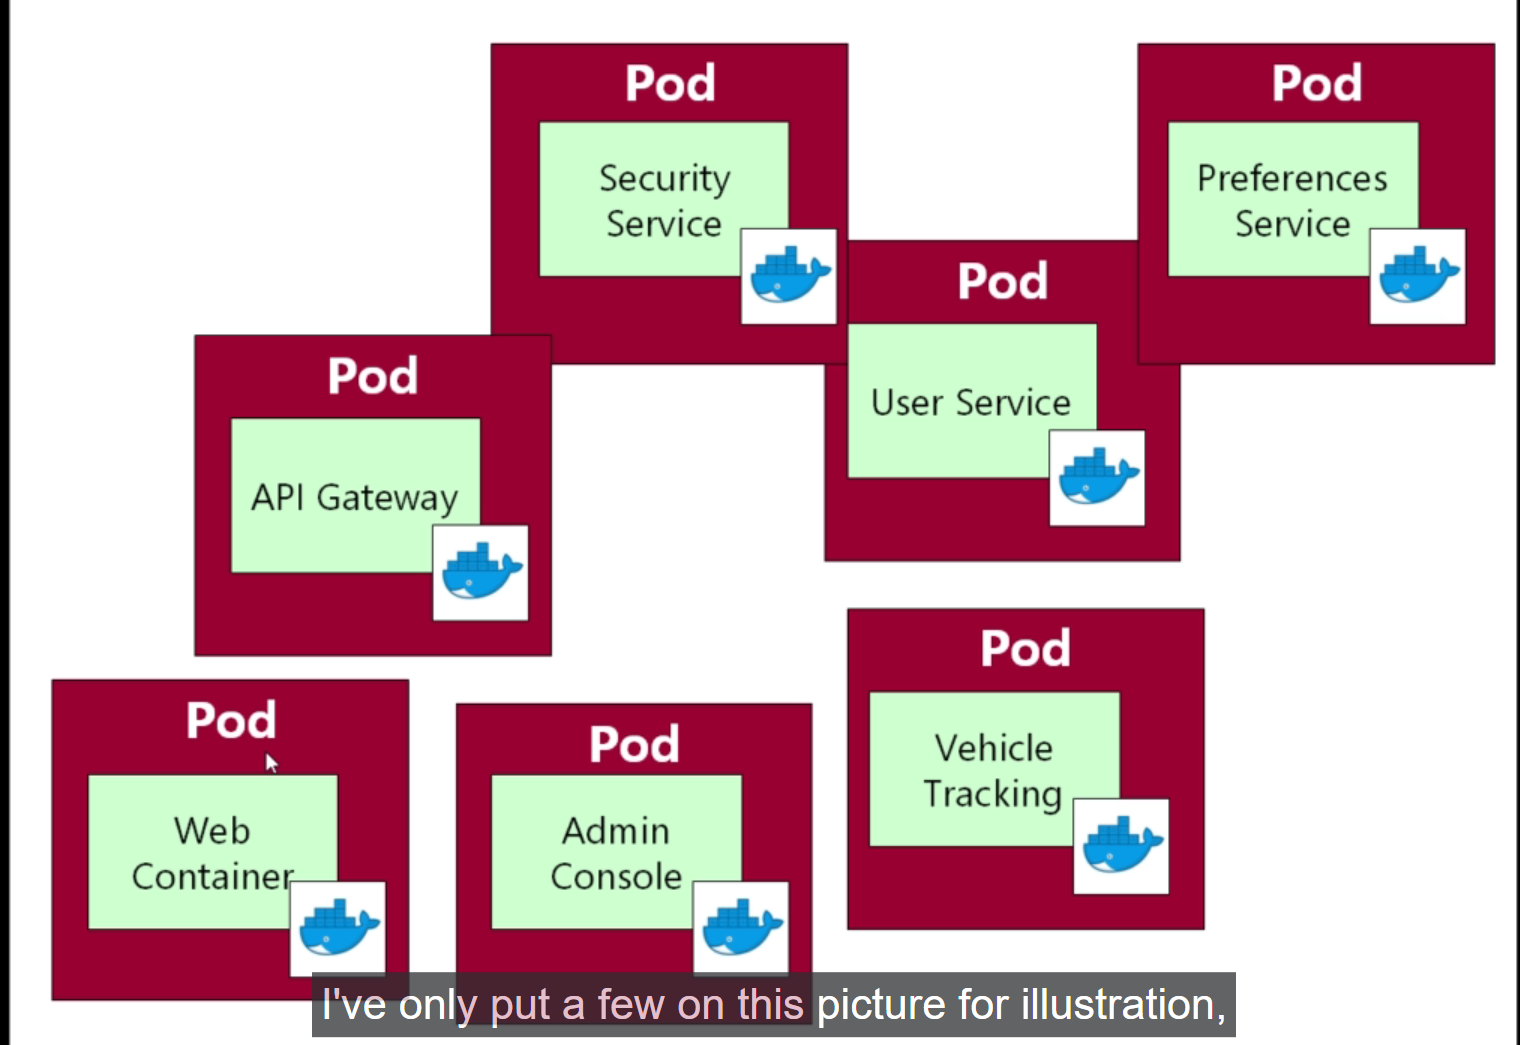 Pod
Security
Service
Pod
Preferences
Service
Pod
User Service
Pod
API Gateway
Pod
Vehicle
Tracking
Pod
Web
Container
Pod
Admin
Console
I've only put a few on this picture for illustration,